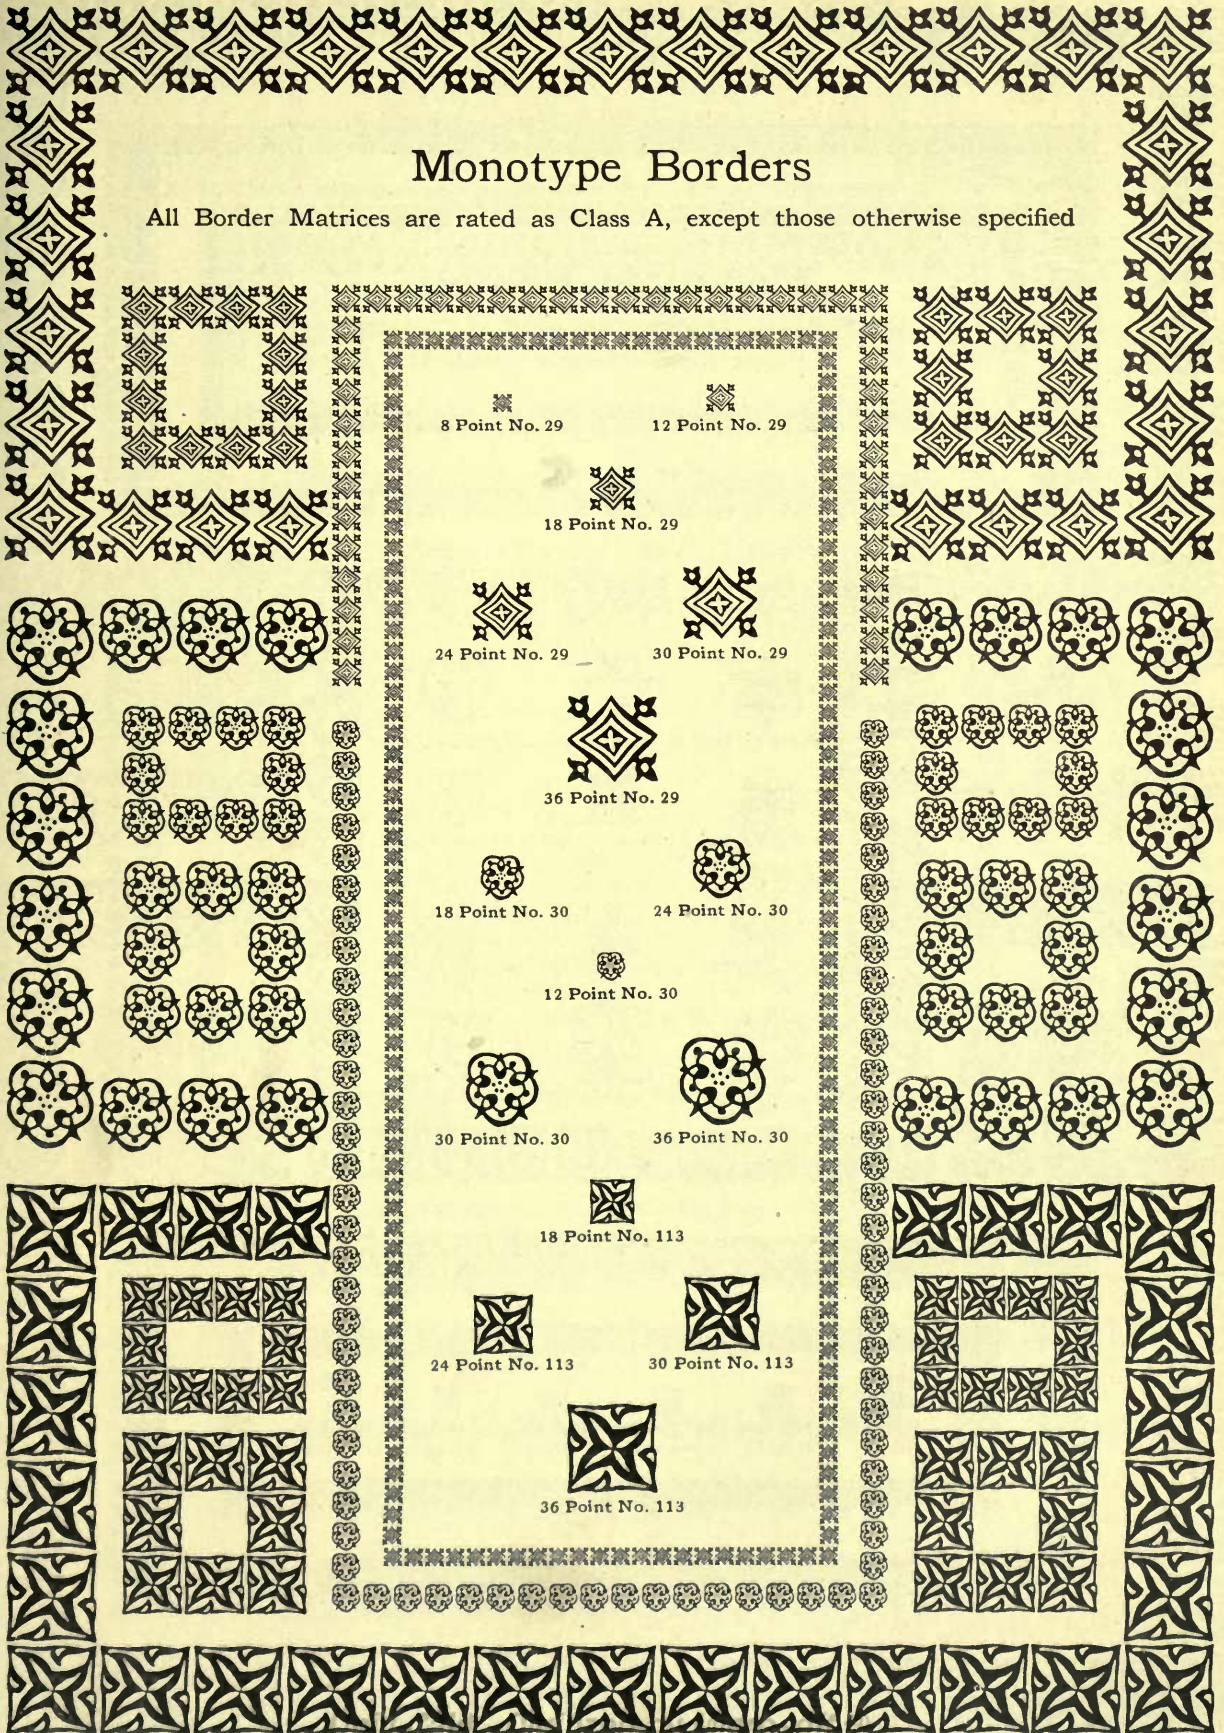 Monotype Borders
All Border Matrices are rated as Class A, except those otherwise specified
8 Point No. 29
12 Point No. 29
18 Point No. 29
24 Point No. 29
30 Point No. 29
36 Point No. 29
18 Point No. 30
24 Point No. 30
12 Point No. 30
30 Point No. 30
36 Point No. 30
18 Point No. 113
24 Point No. 113
30 Point No. 113
36 Point No. 113